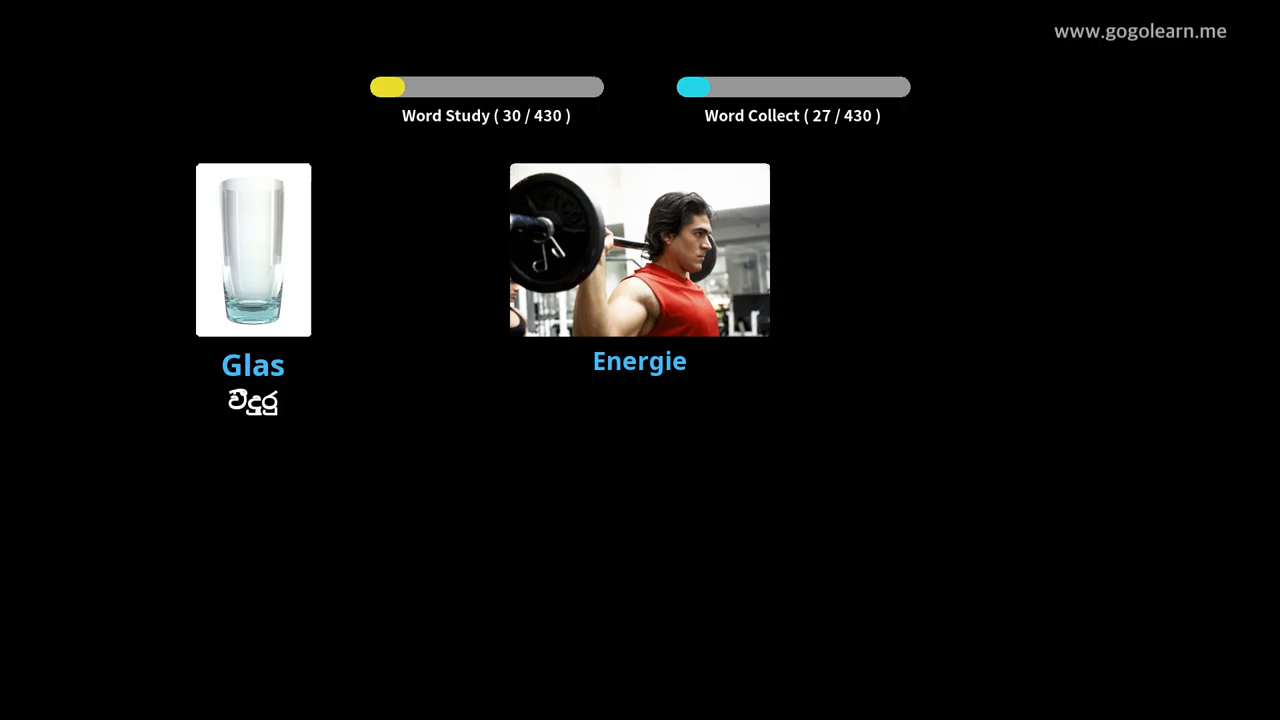 www.gogolearn.me
Word Study ( 30 / 430 )
Word Collect ( 27 / 430 )
Glas
වීදුරු
Energie